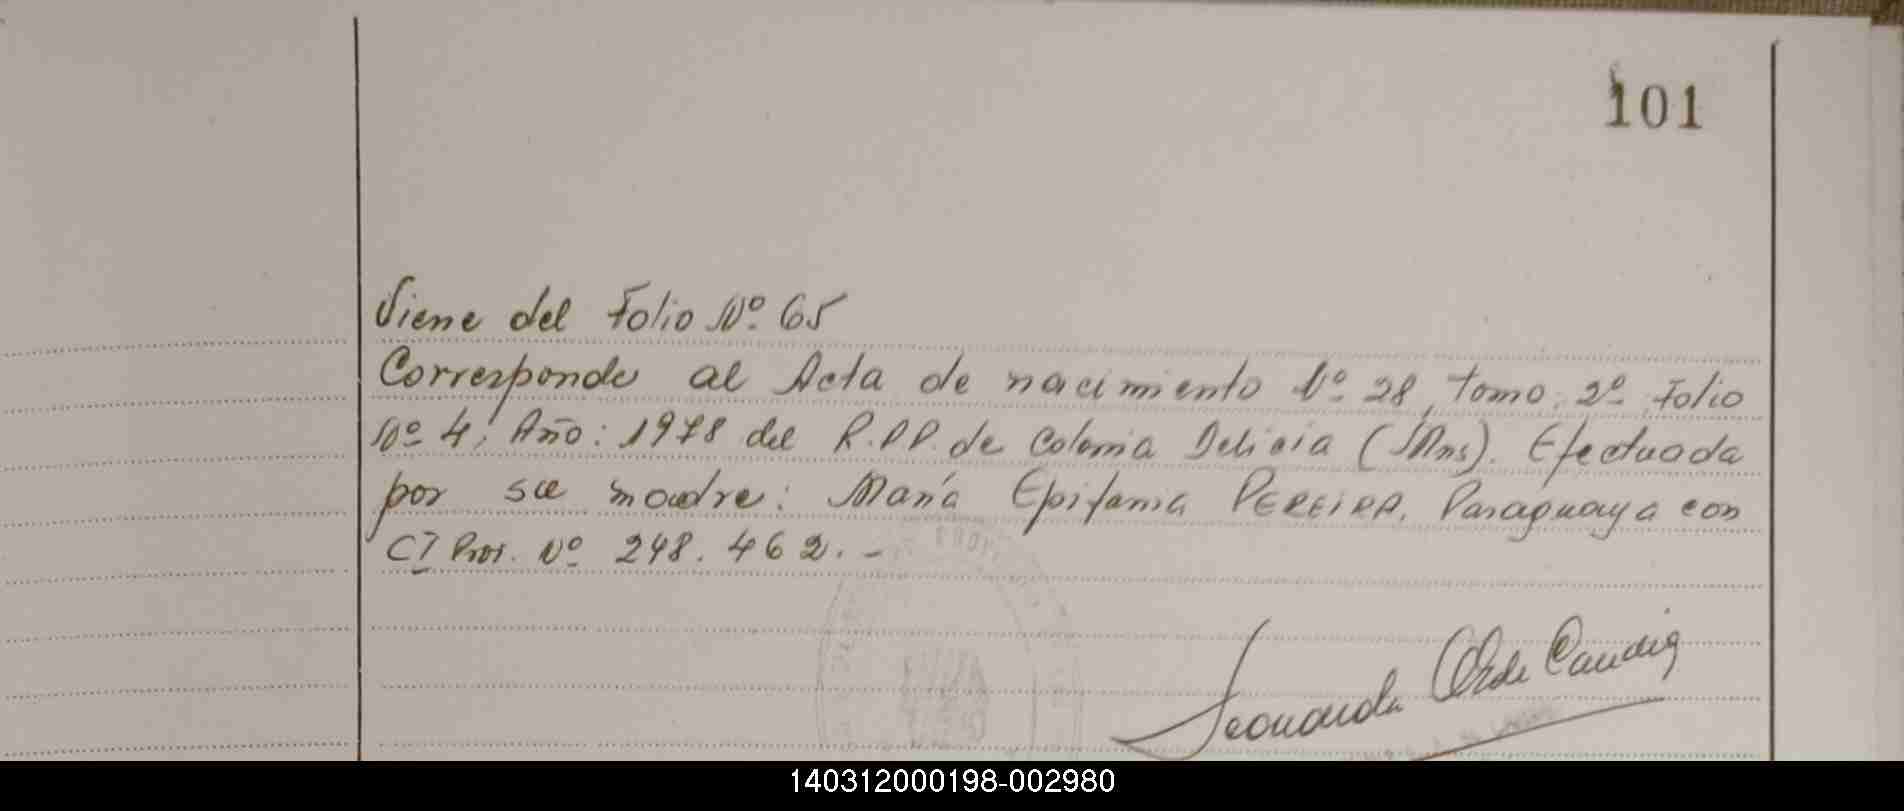 101
Viene del Folio Nº 65
Corresponde al Acta de nacimiento Nº 28, Tomo: 2º Folio
Nº 4, Año: 1978 del R.PP. de Colonia Delicia (Mns). Efectuada
por su madre: María Epifania PEREIRA, Paraguaya con
CI Pros. Nº 248.462.-
140312000198-002980